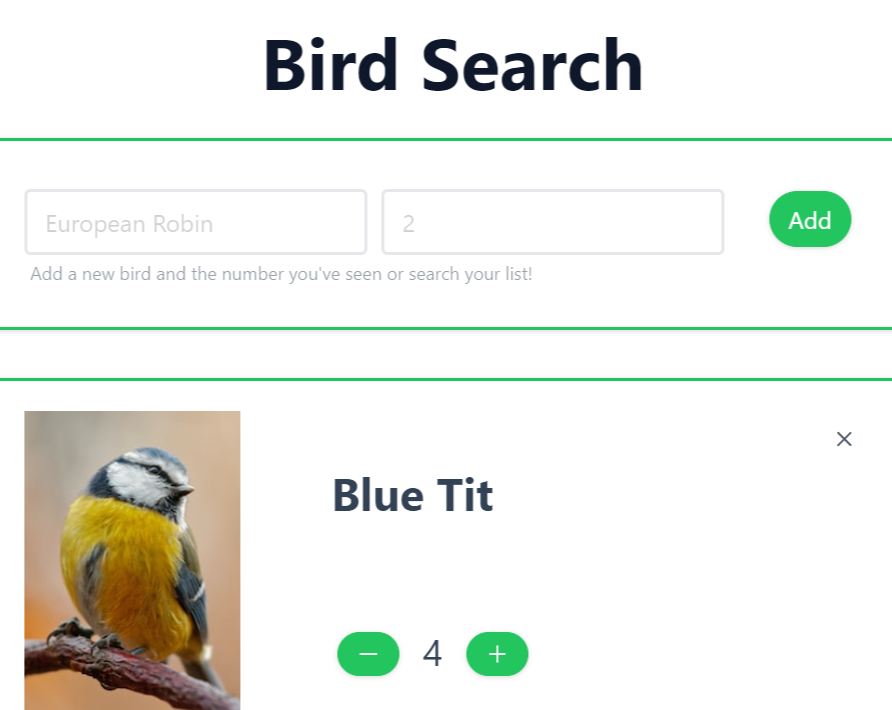 Bird Search
European Robin 2 Add
Add a new bird and the number you've seen or search your list!
Blue Tit
4